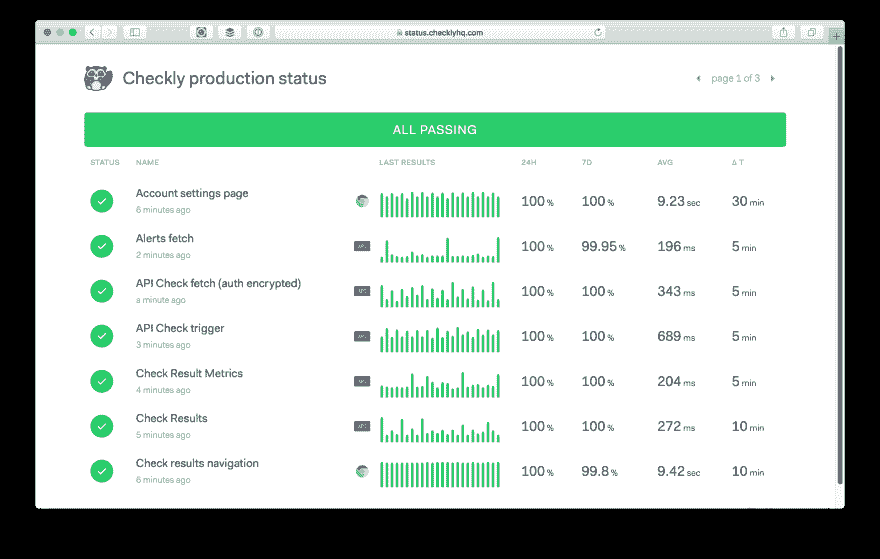 status.checklyhq.com
Checkly production status
page 1 of 3
ALL PASSING
STATUS NAME LAST RESULTS 24H 7D AVG Δ T
Account settings page
6 minutes ago
100 % 100 % 9.23 sec 30 min
Alerts fetch
2 minutes ago
API 100 % 99.95 % 196 ms 5 min
API Check fetch (auth encrypted)
a minute ago
API 100 % 100 % 343 ms 5 min
API Check trigger
3 minutes ago
API 100 % 100 % 689 ms 5 min
Check Result Metrics
4 minutes ago
API 100 % 100 % 204 ms 5 min
Check Results
5 minutes ago
API 100 % 100 % 272 ms 10 min
Check results navigation
6 minutes ago
100 % 99.8 % 9.42 sec 10 min